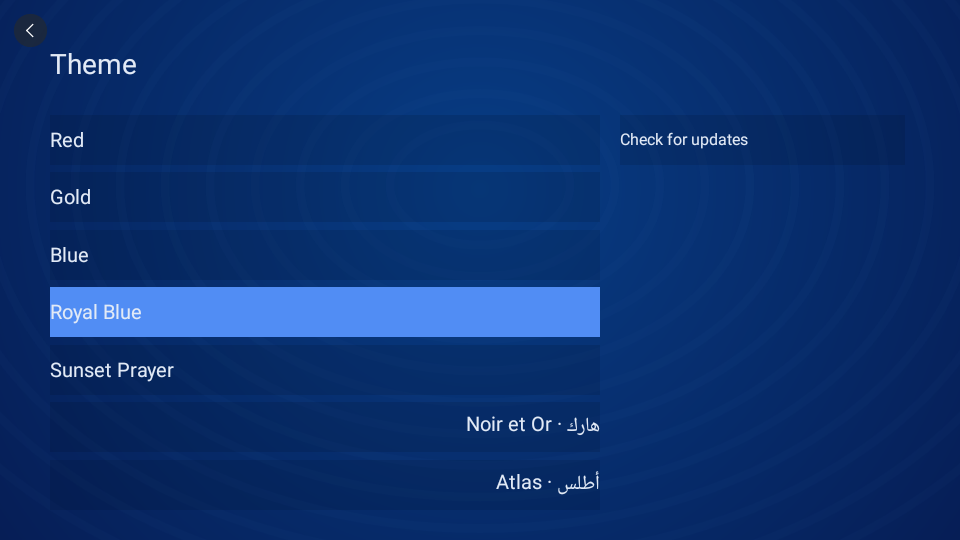 Theme
Red
Check for updates
Gold
Blue
Royal Blue
Sunset Prayer
هارك · Noir et Or
أطلس · Atlas